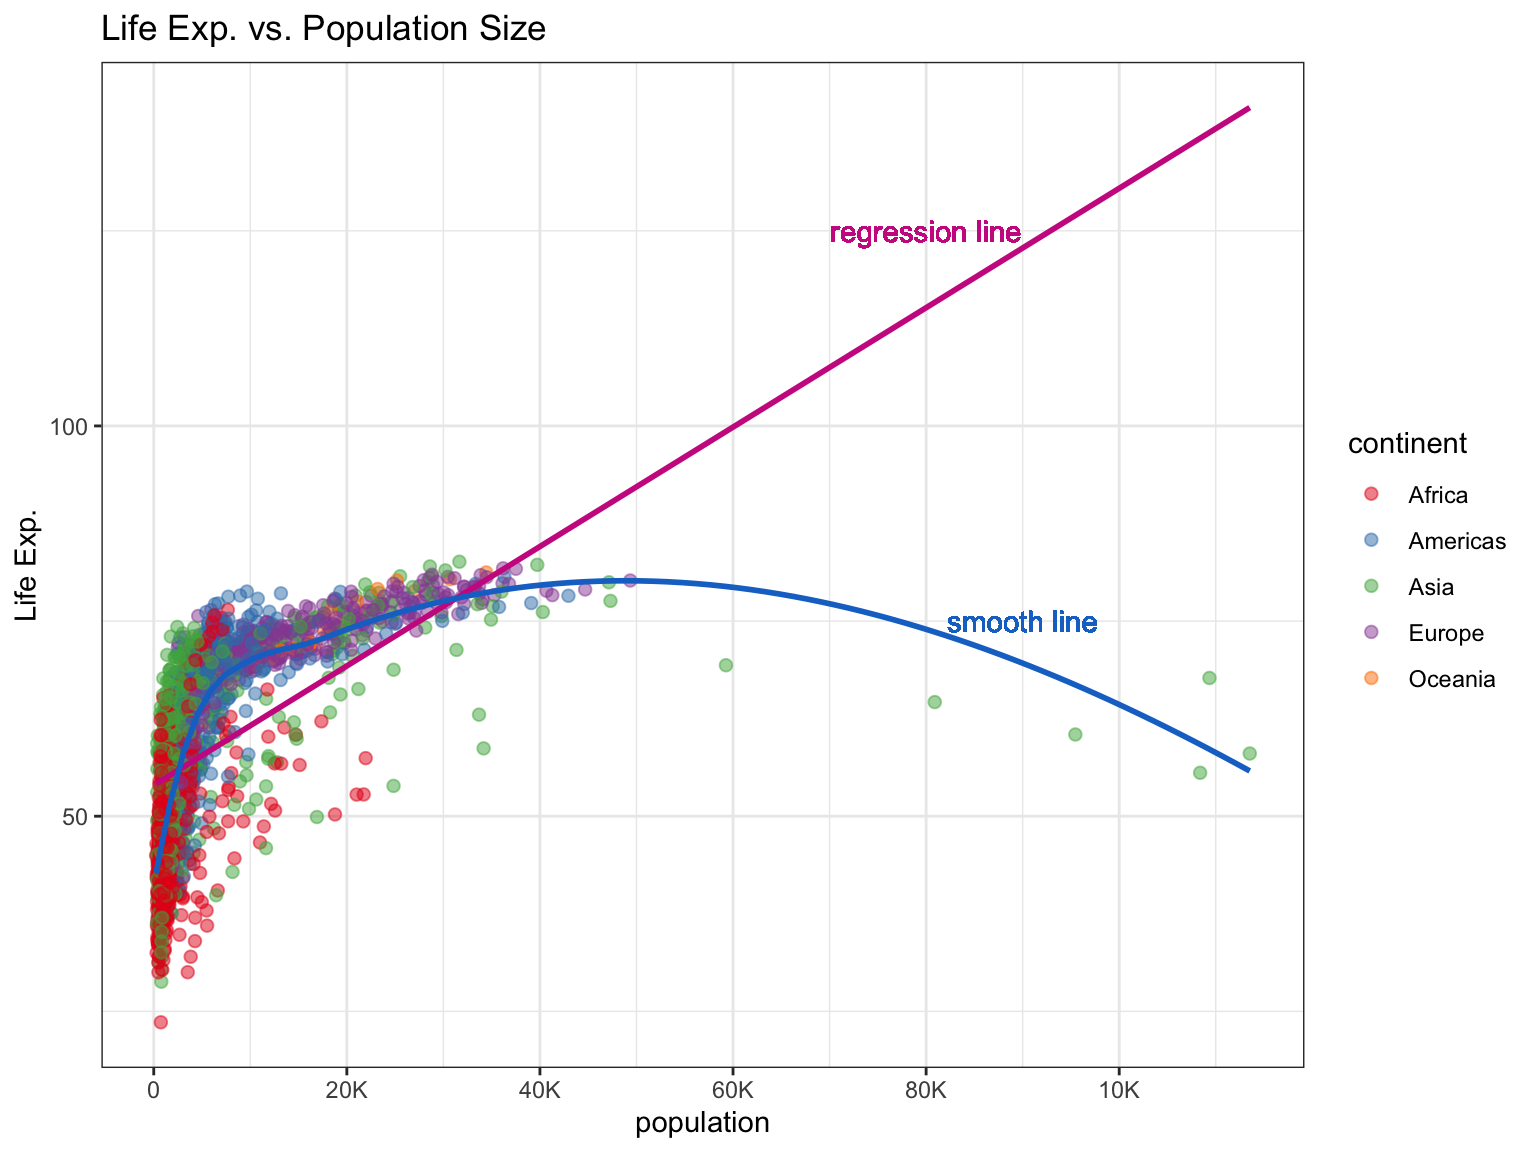 Life Exp. vs. Population Size
regression line
100
continent
Africa
Life Exp.
Americas
Asia
smooth line
Europe
Oceania
50
0 20K 40K 60K 80K 10K
population